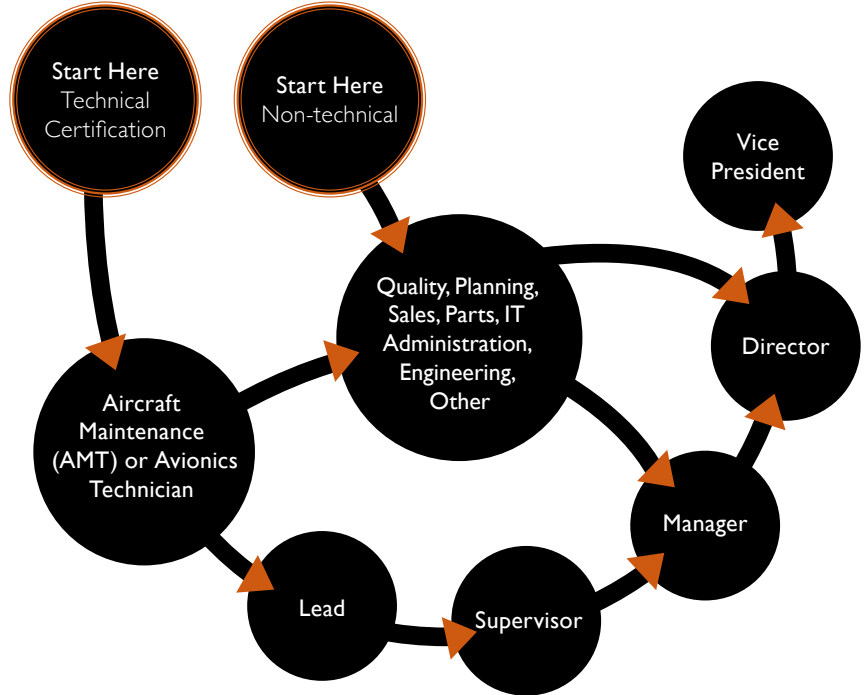 Start Here
Technical
Certification
Start Here
Non-technical
Vice
President
Quality, Planning,
Sales, Parts, IT
Administration,
Engineering,
Other
Director
Aircraft
Maintenance
(AMT) or Avionics
Technician
Manager
Lead
Supervisor